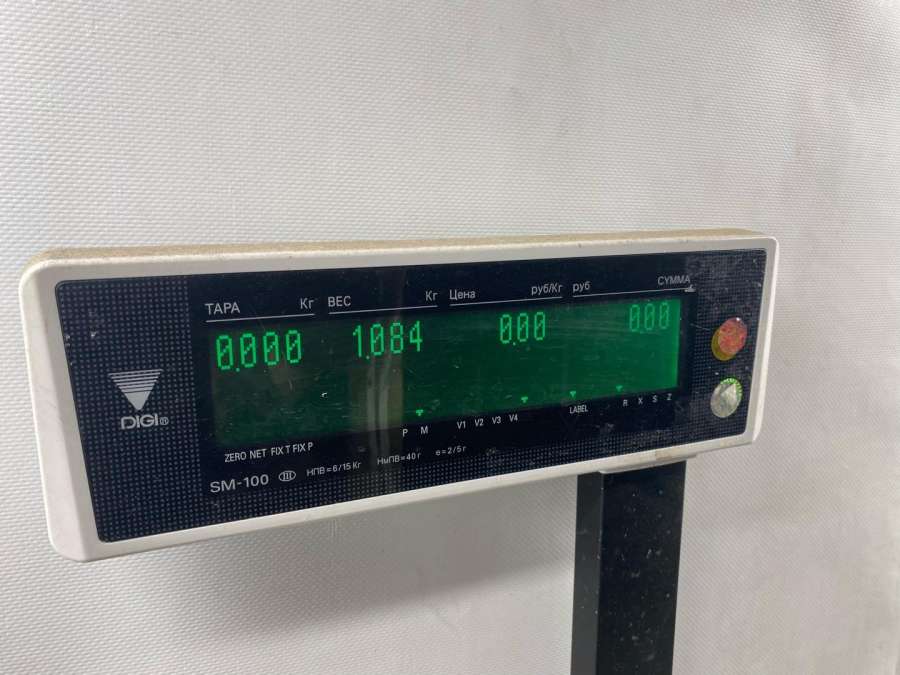 ТАРА Кг ВЕС Кг Цена руб/Кг руб СУММА
0.000 1.084 0.00 0.00
DIGI®
ZERO NET FIX T FIX P P M V1 V2 V3 V4 LABEL R X S Z
SM-100 III НПВ=6/15 Кг НмПВ=40 г e=2/5 г